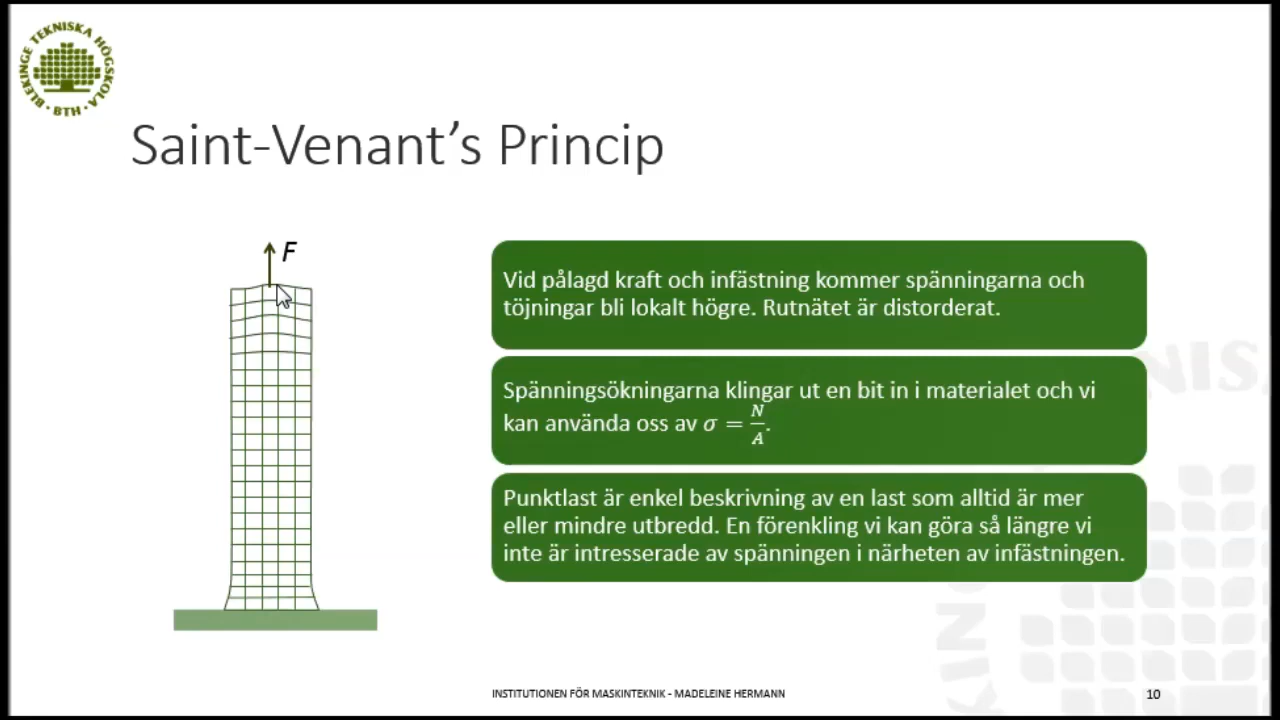 BLEKINGE TEKNISKA HÖGSKOLA · BTH ·
Saint-Venant’s Princip
F
Vid pålagd kraft och infästning kommer spänningarna och
töjningar bli lokalt högre. Rutnätet är distorderat.
Spänningsökningarna klingar ut en bit in i materialet och vi
kan använda oss av σ = N/A.
Punktlast är enkel beskrivning av en last som alltid är mer
eller mindre utbredd. En förenkling vi kan göra så längre vi
inte är intresserade av spänningen i närheten av infästningen.
NIS
KIN
INSTITUTIONEN FÖR MASKINTEKNIK - MADELEINE HERMANN
10